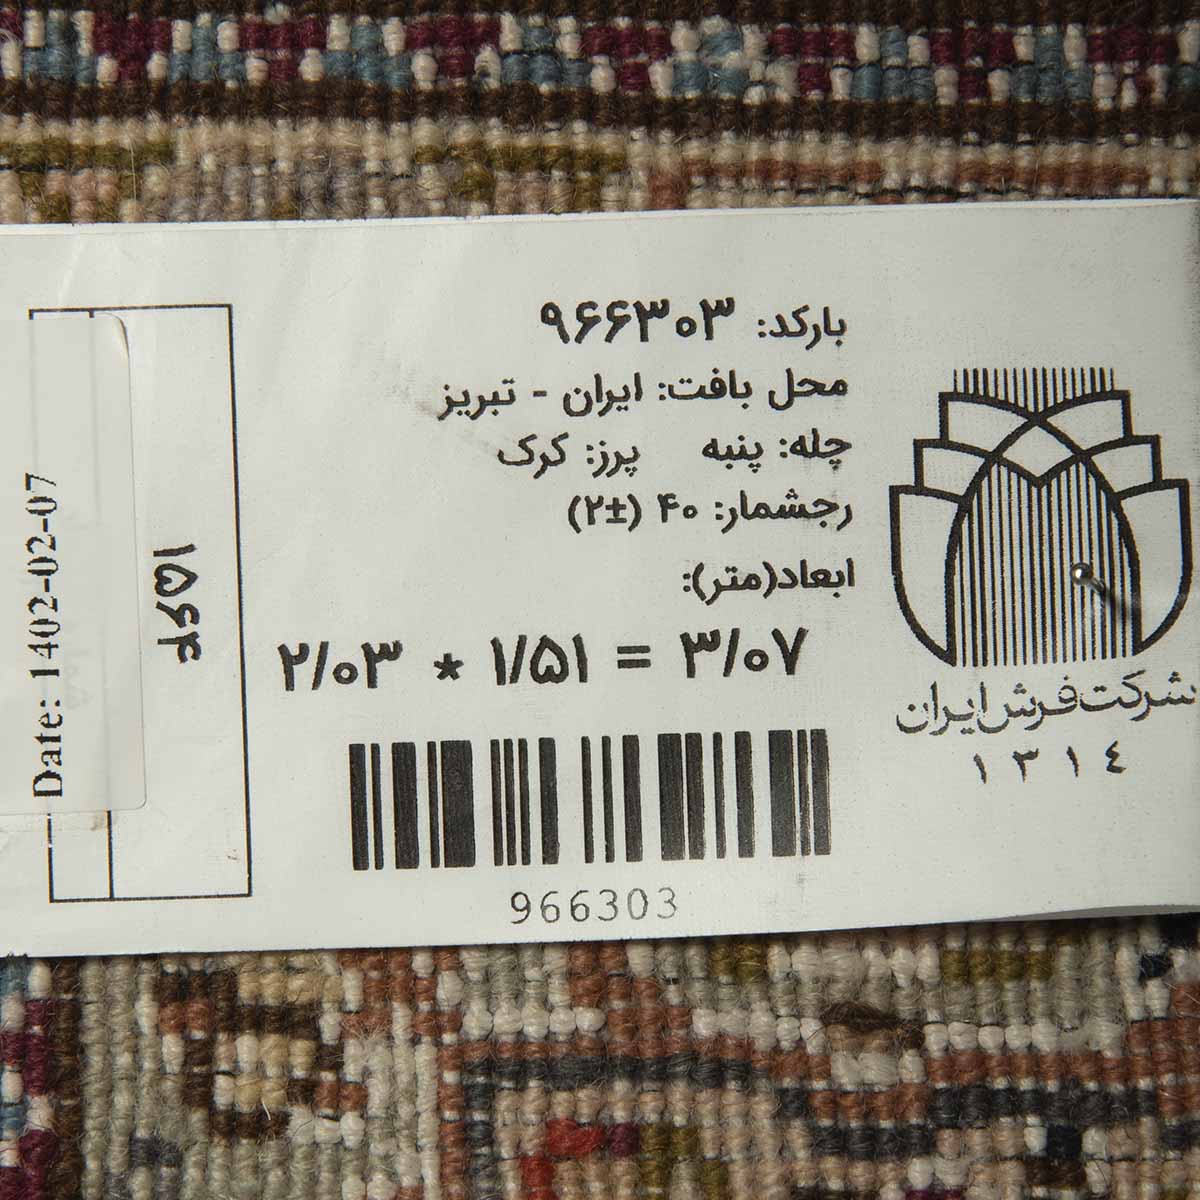 بارکد: ۹۶۶۳۰۳
محل بافت: ایران - تبریز
چله: پنبه پرز: کرک
رجشمار: ۴۰ (±۲)
ابعاد(متر):
۲/۰۳ * ۱/۵۱ = ۳/۰۷
966303
شرکت فرش ایران
١٣١٤
۱۵۶۴
Date: 1402-02-07